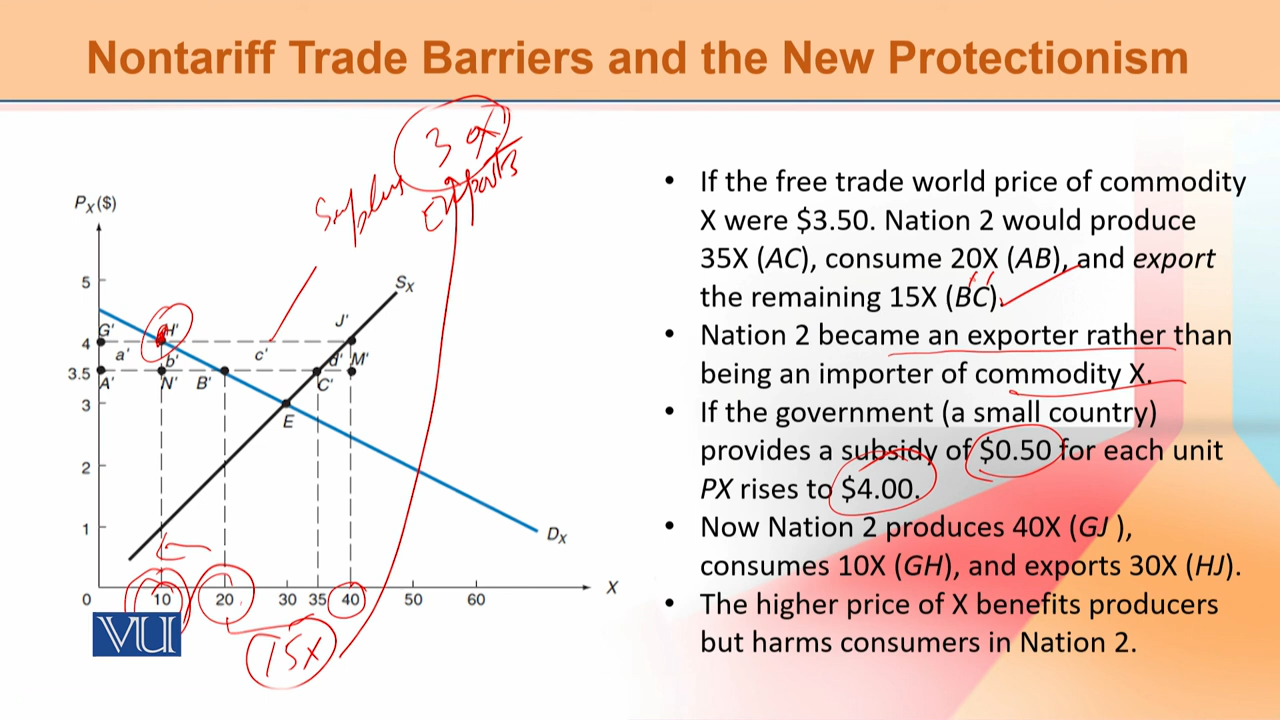 Nontariff Trade Barriers and the New Protectionism
surplus
30X
exports
PX($)
5
SX
G'
H'
J'
4
a'
b'
c'
d'
M'
3.5
A'
N'
B'
C'
3
E
2
1
DX
0
10
20
30
35
40
50
60
X
15X
VU
• If the free trade world price of commodity
X were $3.50. Nation 2 would produce
35X (AC), consume 20X (AB), and export
the remaining 15X (BC).
• Nation 2 became an exporter rather than
being an importer of commodity X.
• If the government (a small country)
provides a subsidy of $0.50 for each unit
PX rises to $4.00.
• Now Nation 2 produces 40X (GJ ),
consumes 10X (GH), and exports 30X (HJ).
• The higher price of X benefits producers
but harms consumers in Nation 2.